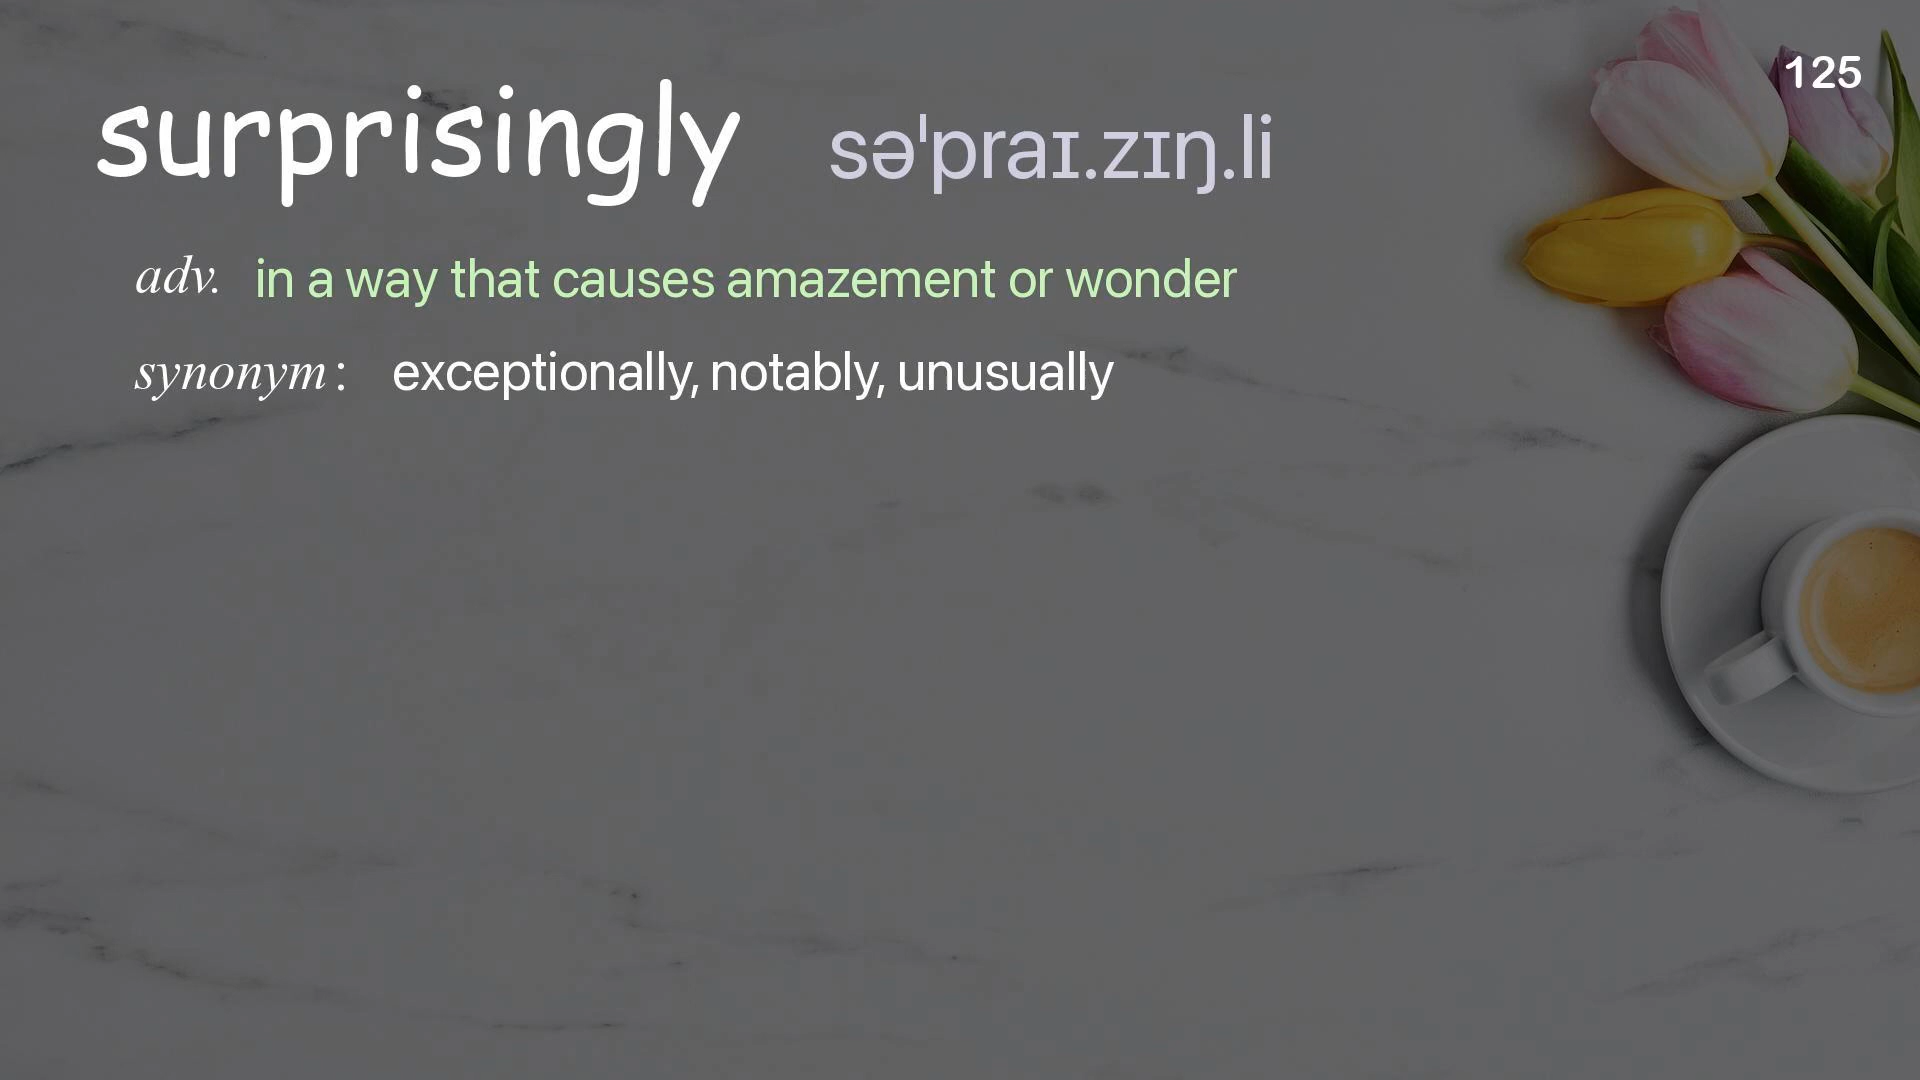 125
surprisingly səˈpraɪ.zɪŋ.li
adv. in a way that causes amazement or wonder
synonym : exceptionally, notably, unusually